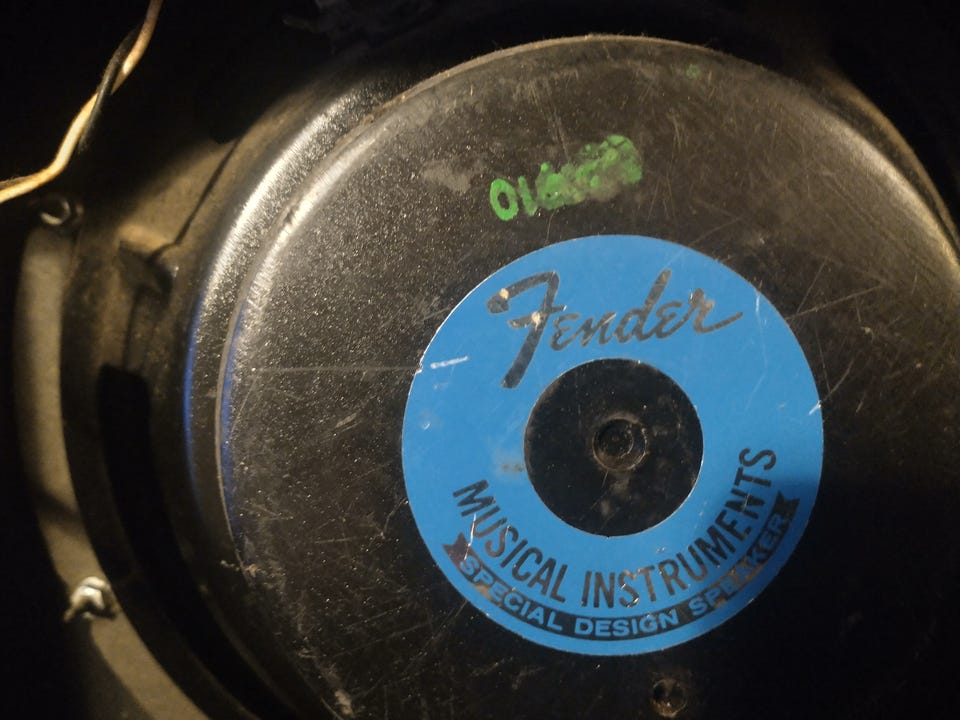 Fender
MUSICAL INSTRUMENTS
SPECIAL DESIGN SPEAKER